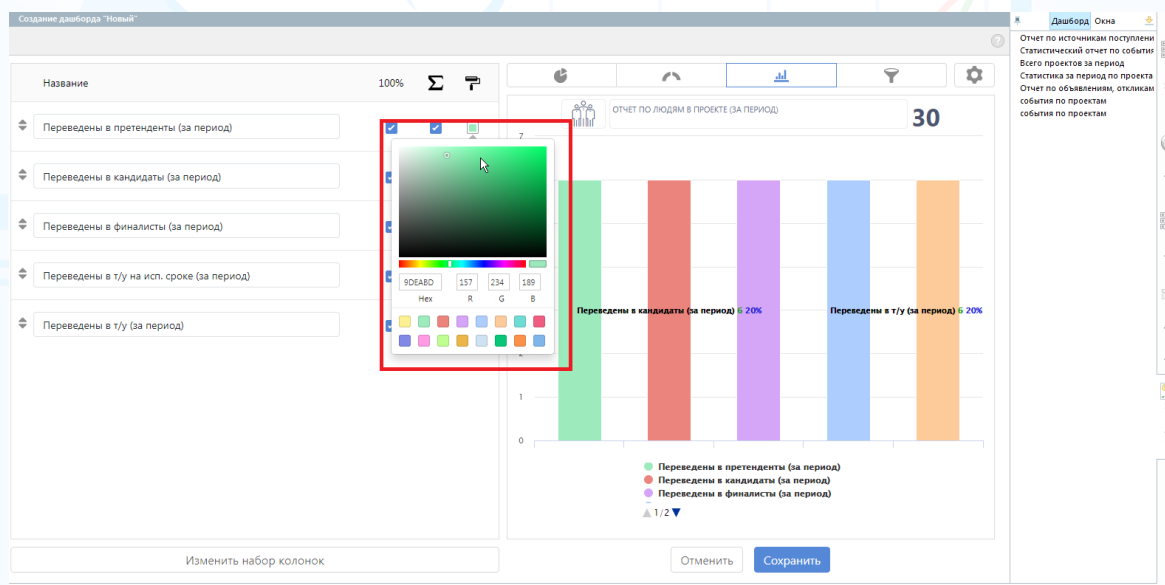 Создание дашборда "Новый"
Дашборд Окна
?
Название 100% Σ
Переведены в претенденты (за период)
Переведены в кандидаты (за период)
Переведены в финалисты (за период)
Переведены в т/у на исп. сроке (за период)
Переведены в т/у (за период)
9DEABD 157 234 189
Hex R G B
Изменить набор колонок
ОТЧЕТ ПО ЛЮДЯМ В ПРОЕКТЕ (ЗА ПЕРИОД) 30
7
Переведены в кандидаты (за период) 6 20% Переведены в т/у (за период) 6 20%
2
1
0
Переведены в претенденты (за период)
Переведены в кандидаты (за период)
Переведены в финалисты (за период)
1/2
Отменить Сохранить
Отчет по источникам поступлени
Статистический отчет по события
Всего проектов за период
Статистика за период по проекта
Отчет по объявлениям, откликам
события по проектам
события по проектам